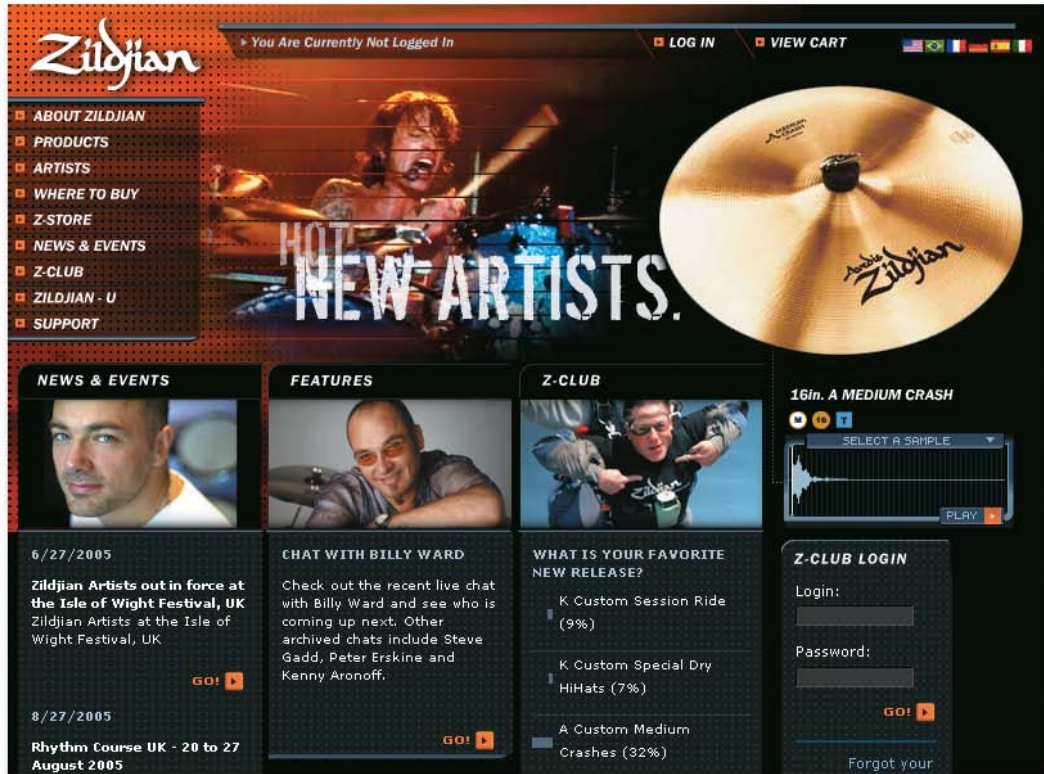 Zildjian
You Are Currently Not Logged In
LOG IN
VIEW CART
ABOUT ZILDJIAN
PRODUCTS
ARTISTS
WHERE TO BUY
Z-STORE
NEWS & EVENTS
Z-CLUB
ZILDJIAN - U
SUPPORT
HOT
NEW ARTISTS.
A MEDIUM
CRASH
Avedis
Zildjian
NEWS & EVENTS
6/27/2005
Zildjian Artists out in force at
the Isle of Wight Festival, UK
Zildjian Artists at the Isle of
Wight Festival, UK
GO!
8/27/2005
Rhythm Course UK - 20 to 27
August 2005
FEATURES
CHAT WITH BILLY WARD
Check out the recent live chat
with Billy Ward and see who is
coming up next. Other
archived chats include Steve
Gadd, Peter Erskine and
Kenny Aronoff.
GO!
Z-CLUB
Zildjian
WHAT IS YOUR FAVORITE
NEW RELEASE?
K Custom Session Ride
(9%)
K Custom Special Dry
HiHats (7%)
A Custom Medium
Crashes (32%)
16in. A MEDIUM CRASH
M 16 T
SELECT A SAMPLE
PLAY
Z-CLUB LOGIN
Login:
Password:
GO!
Forgot your